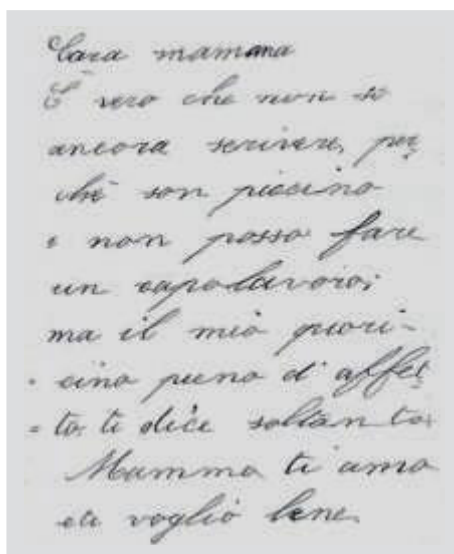 Cara mamma
È vero che non so
ancora scrivere, per
chè son piccino
e non posso fare
un capolavoro;
ma il mio cuori-
cino pieno d'affet
=to: ti dice soltanto:
Mamma ti amo
e ti voglio bene.